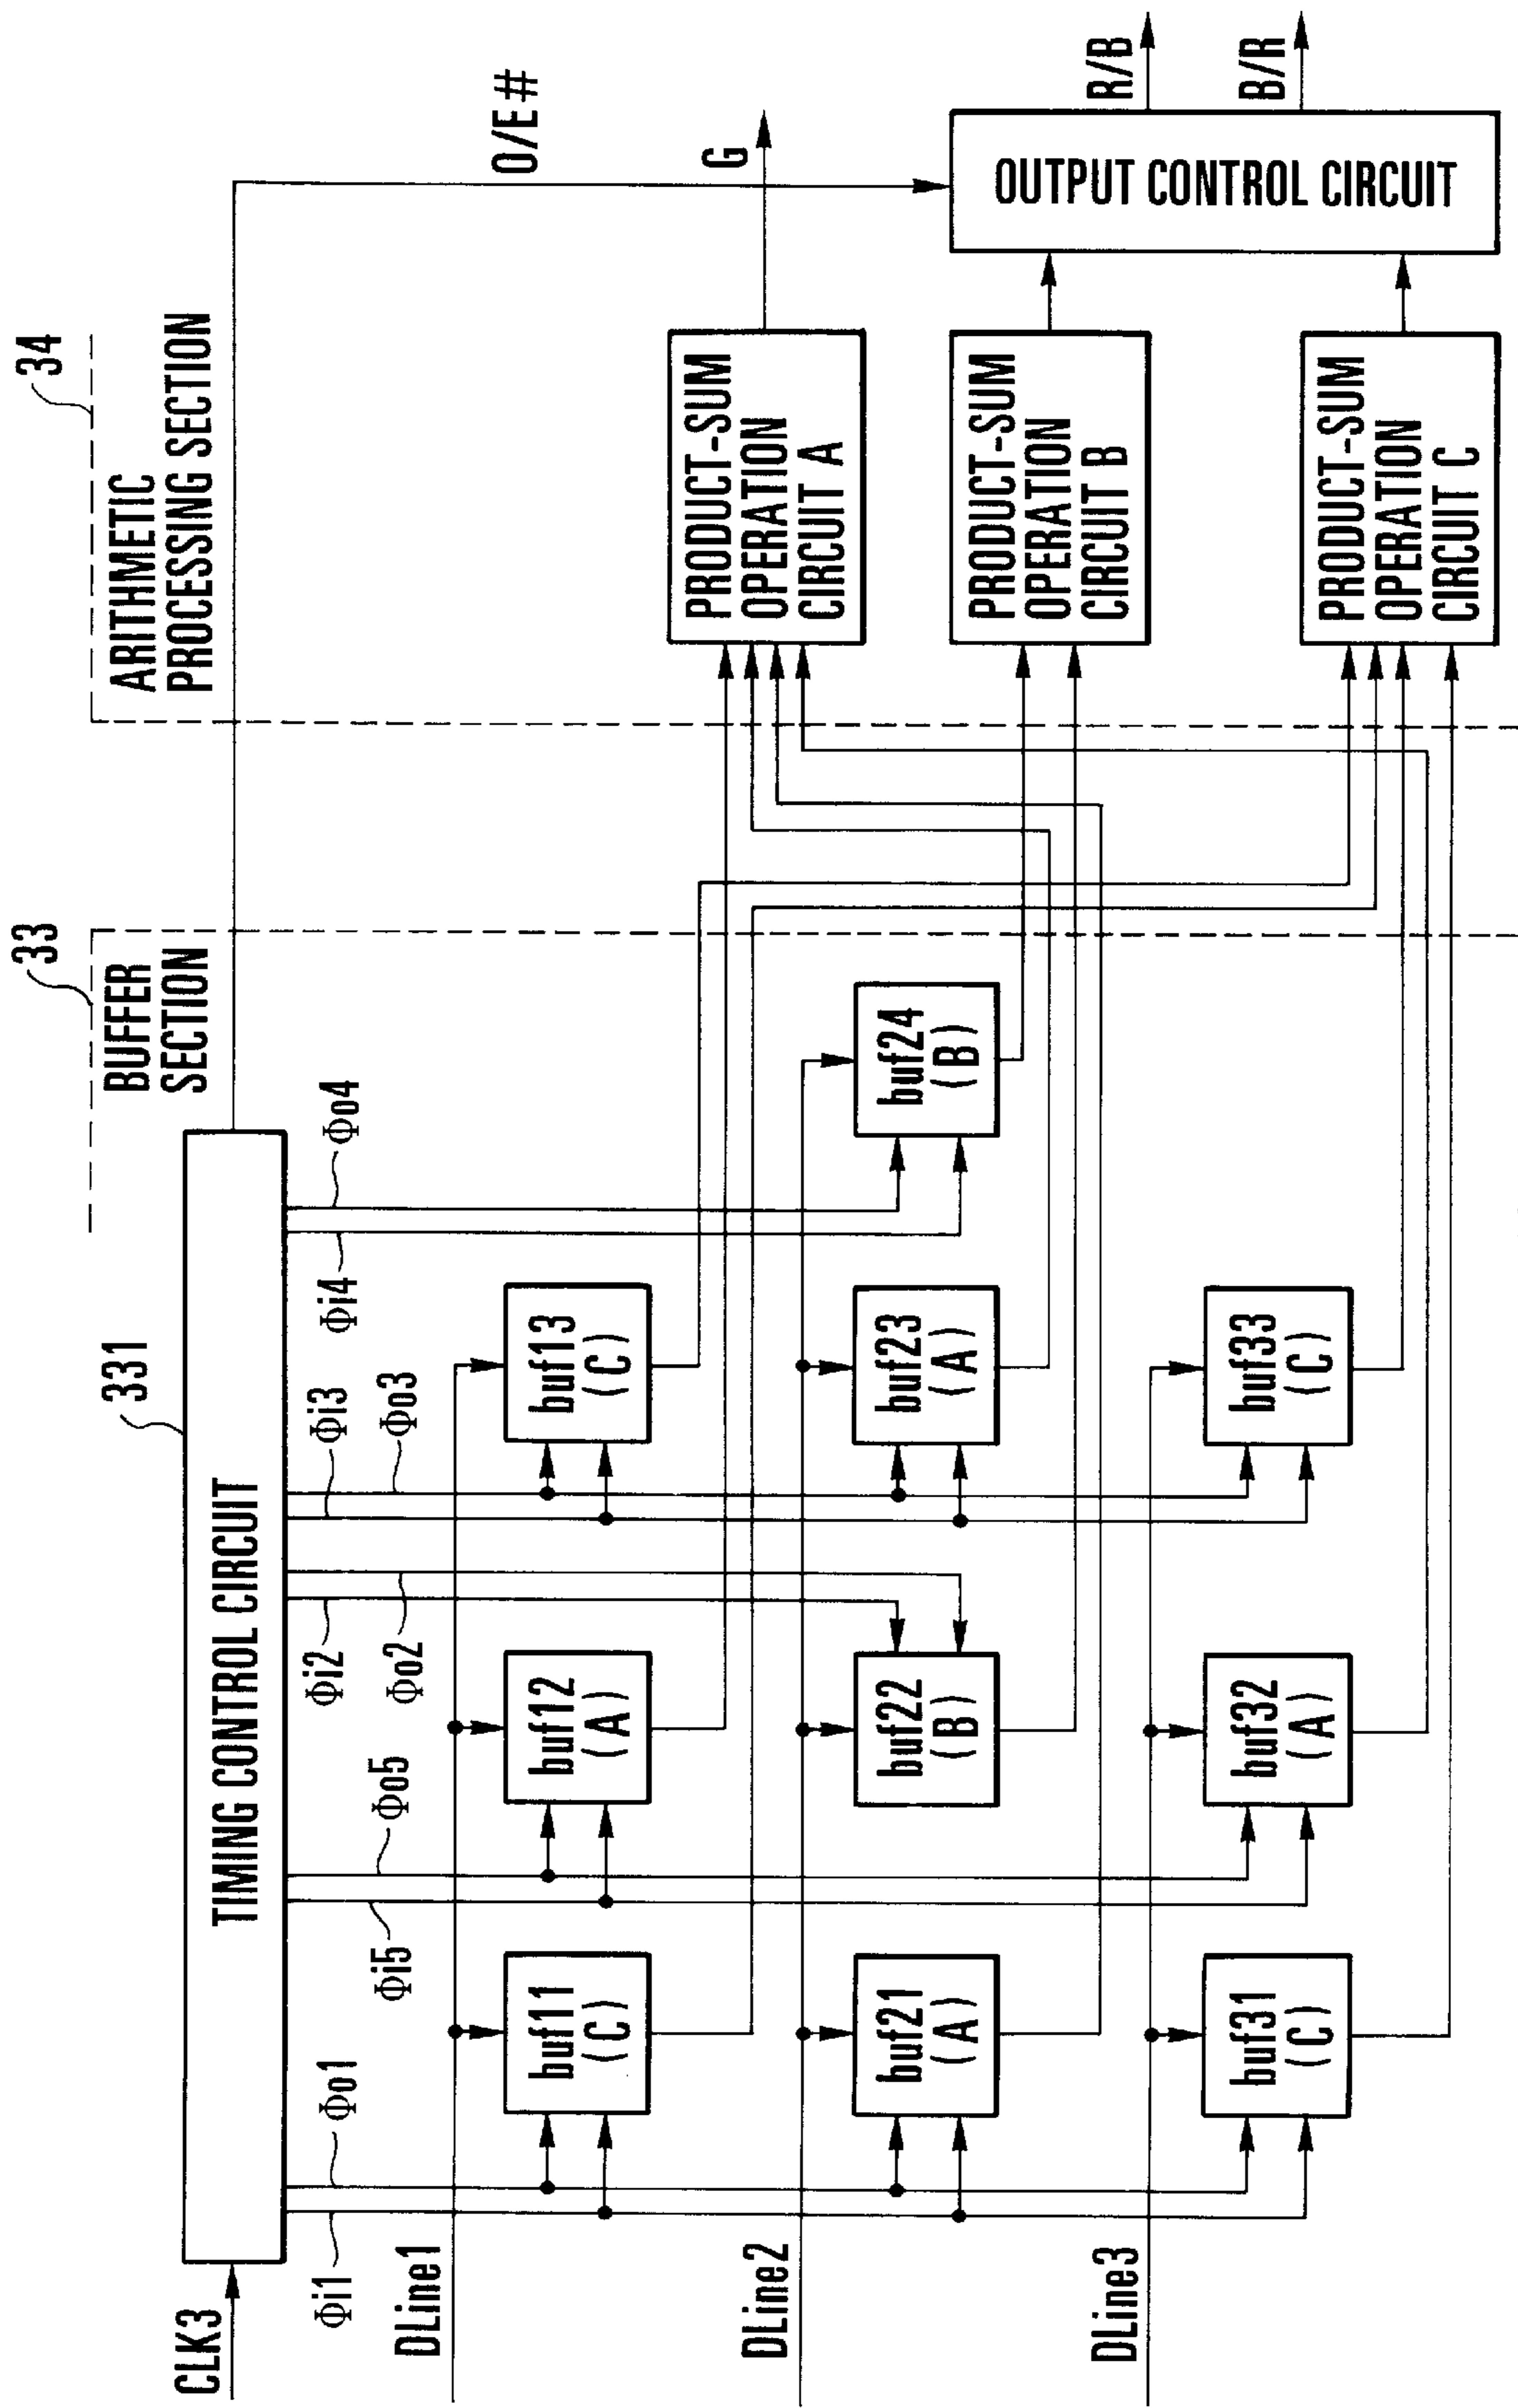 33
BUFFER
SECTION
34
ARITHMETIC
PROCESSING SECTION
331
TIMING CONTROL CIRCUIT
CLK3
O/E#
Φi1
Φo1
Φi5
Φo5
Φi2
Φo2
Φi3
Φo3
Φi4
Φo4
DLine1
buf11
(C)
buf12
(A)
buf13
(C)
DLine2
buf21
(A)
buf22
(B)
buf23
(A)
buf24
(B)
DLine3
buf31
(C)
buf32
(A)
buf33
(C)
PRODUCT-SUM
OPERATION
CIRCUIT A
G
PRODUCT-SUM
OPERATION
CIRCUIT B
PRODUCT-SUM
OPERATION
CIRCUIT C
OUTPUT CONTROL CIRCUIT
R/B
B/R